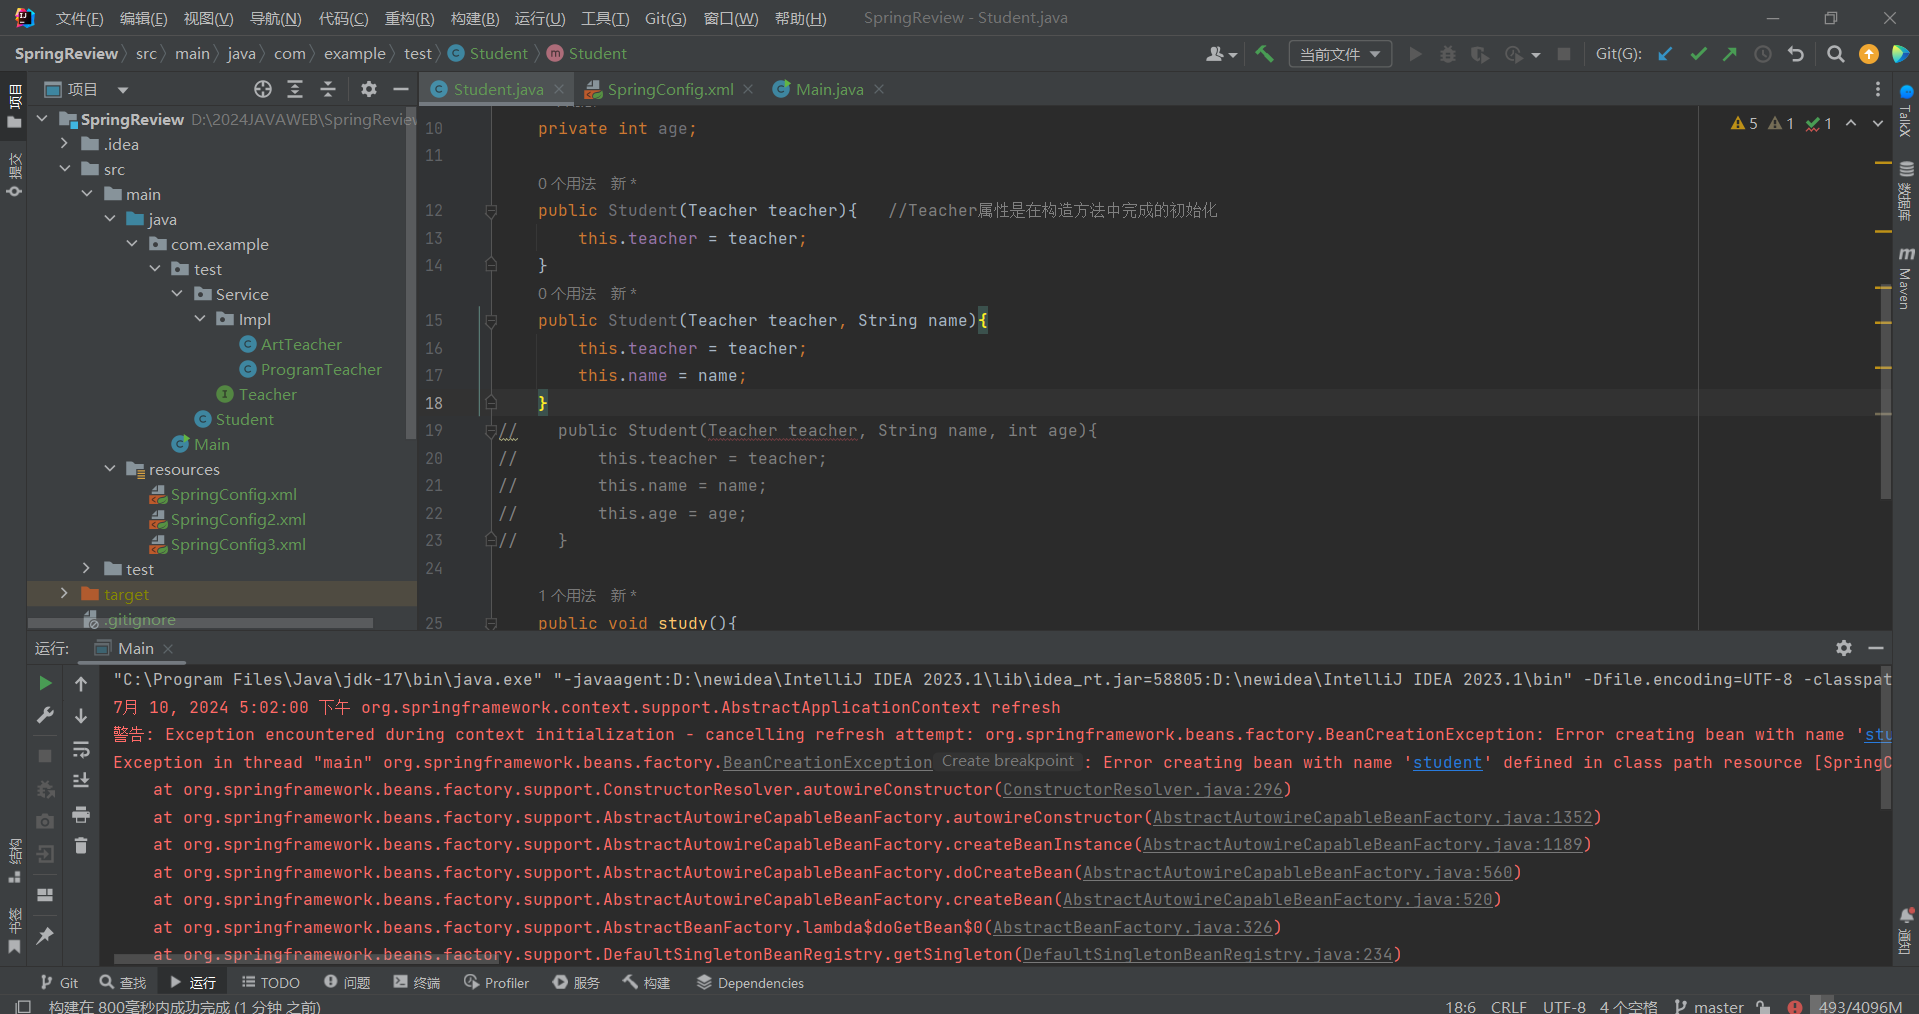 文件(F) 编辑(E) 视图(V) 导航(N) 代码(C) 重构(R) 构建(B) 运行(U) 工具(T) Git(G) 窗口(W) 帮助(H) SpringReview - Student.java
SpringReview src main java com example test Student Student 当前文件 Git(G):
项目 Student.java SpringConfig.xml Main.java
项目
提交
SpringReview D:\2024JAVAWEB\SpringReview
.idea
src
main
java
com.example
test
Service
Impl
ArtTeacher
ProgramTeacher
Teacher
Student
Main
resources
SpringConfig.xml
SpringConfig2.xml
SpringConfig3.xml
test
target
.gitignore
5 1 1
10 private int age;
11
0 个用法 新 *
12 public Student(Teacher teacher){ //Teacher属性是在构造方法中完成的初始化
13 this.teacher = teacher;
14 }
0 个用法 新 *
15 public Student(Teacher teacher, String name){
16 this.teacher = teacher;
17 this.name = name;
18 }
19 // public Student(Teacher teacher, String name, int age){
20 // this.teacher = teacher;
21 // this.name = name;
22 // this.age = age;
23 // }
24
1 个用法 新 *
25 public void study(){
TalkX
数据库
Maven
通知
运行: Main
"C:\Program Files\Java\jdk-17\bin\java.exe" "-javaagent:D:\newidea\IntelliJ IDEA 2023.1\lib\idea_rt.jar=58805:D:\newidea\IntelliJ IDEA 2023.1\bin" -Dfile.encoding=UTF-8 -classpat
7月 10, 2024 5:02:00 下午 org.springframework.context.support.AbstractApplicationContext refresh
警告: Exception encountered during context initialization - cancelling refresh attempt: org.springframework.beans.factory.BeanCreationException: Error creating bean with name 'stu
Exception in thread "main" org.springframework.beans.factory.BeanCreationException Create breakpoint : Error creating bean with name 'student' defined in class path resource [SpringC
at org.springframework.beans.factory.support.ConstructorResolver.autowireConstructor(ConstructorResolver.java:296)
at org.springframework.beans.factory.support.AbstractAutowireCapableBeanFactory.autowireConstructor(AbstractAutowireCapableBeanFactory.java:1352)
at org.springframework.beans.factory.support.AbstractAutowireCapableBeanFactory.createBeanInstance(AbstractAutowireCapableBeanFactory.java:1189)
at org.springframework.beans.factory.support.AbstractAutowireCapableBeanFactory.doCreateBean(AbstractAutowireCapableBeanFactory.java:560)
at org.springframework.beans.factory.support.AbstractAutowireCapableBeanFactory.createBean(AbstractAutowireCapableBeanFactory.java:520)
at org.springframework.beans.factory.support.AbstractBeanFactory.lambda$doGetBean$0(AbstractBeanFactory.java:326)
at org.springframework.beans.factory.support.DefaultSingletonBeanRegistry.getSingleton(DefaultSingletonBeanRegistry.java:234)
结构
书签
Git 查找 运行 TODO 问题 终端 Profiler 服务 构建 Dependencies
构建在 800毫秒内成功完成 (1 分钟 之前) 18:6 CRLF UTF-8 4 个空格 master 493/4096M